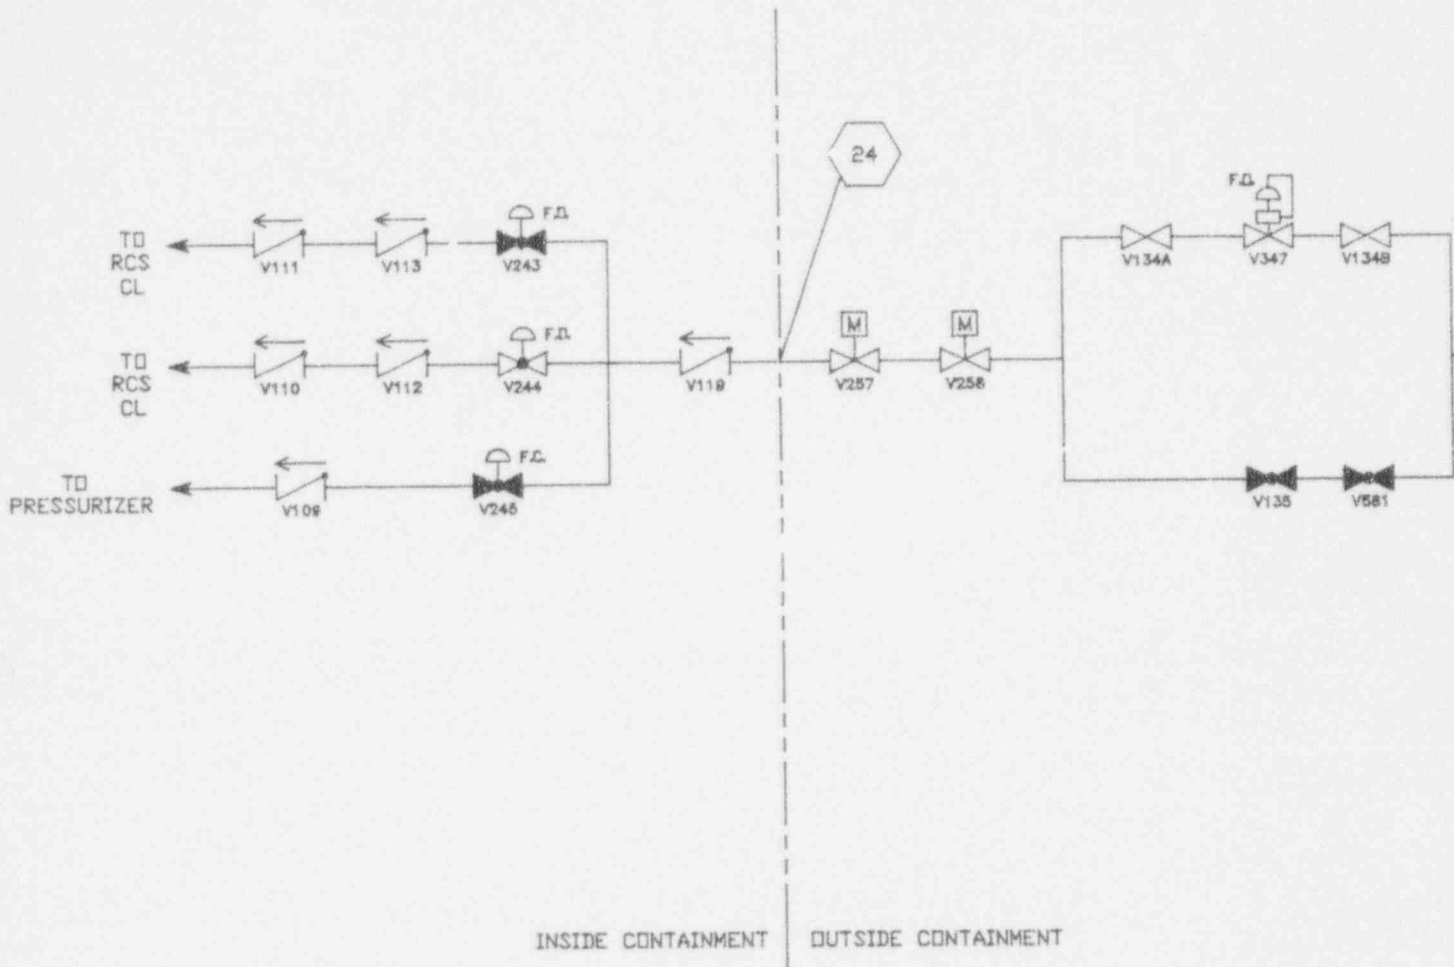 24
F.O.
F.O.
TO
RCS
CL
V111
V113
V243
V134A
V347
V134B
F.O.
M
M
TO
RCS
CL
V110
V112
V244
V119
V257
V258
F.C.
TO
PRESSURIZER
V109
V245
V135
V581
INSIDE CONTAINMENT
OUTSIDE CONTAINMENT